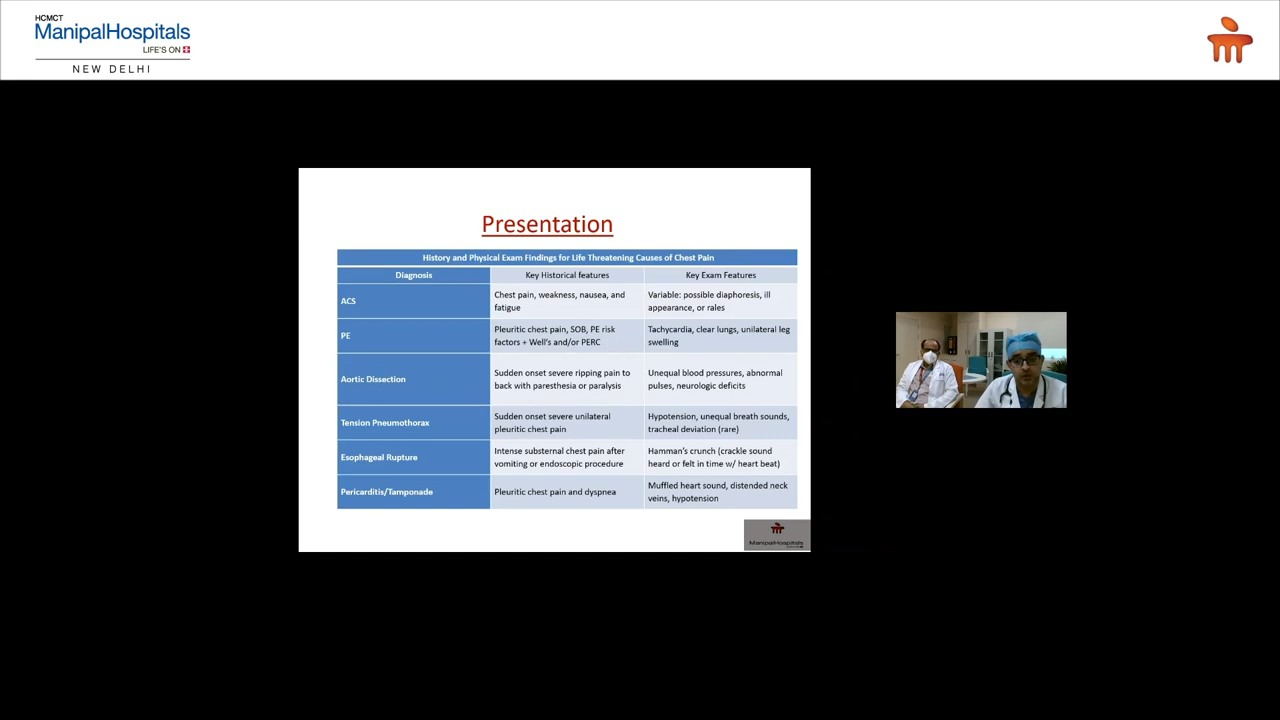 HCMCT
ManipalHospitals
LIFE'S ON
NEW DELHI
Presentation
History and Physical Exam Findings for Life Threatening Causes of Chest Pain
Diagnosis
Key Historical features
Key Exam Features
ACS
Chest pain, weakness, nausea, and
fatigue
Variable: possible diaphoresis, ill
appearance, or rales
PE
Pleuritic chest pain, SOB, PE risk
factors + Well's and/or PERC
Tachycardia, clear lungs, unilateral leg
swelling
Aortic Dissection
Sudden onset severe ripping pain to
back with paresthesia or paralysis
Unequal blood pressures, abnormal
pulses, neurologic deficits
Tension Pneumothorax
Sudden onset severe unilateral
pleuritic chest pain
Hypotension, unequal breath sounds,
tracheal deviation (rare)
Esophageal Rupture
Intense substernal chest pain after
vomiting or endoscopic procedure
Hamman's crunch (crackle sound
heard or felt in time w/ heart beat)
Pericarditis/Tamponade
Pleuritic chest pain and dyspnea
Muffled heart sound, distended neck
veins, hypotension
ManipalHospitals